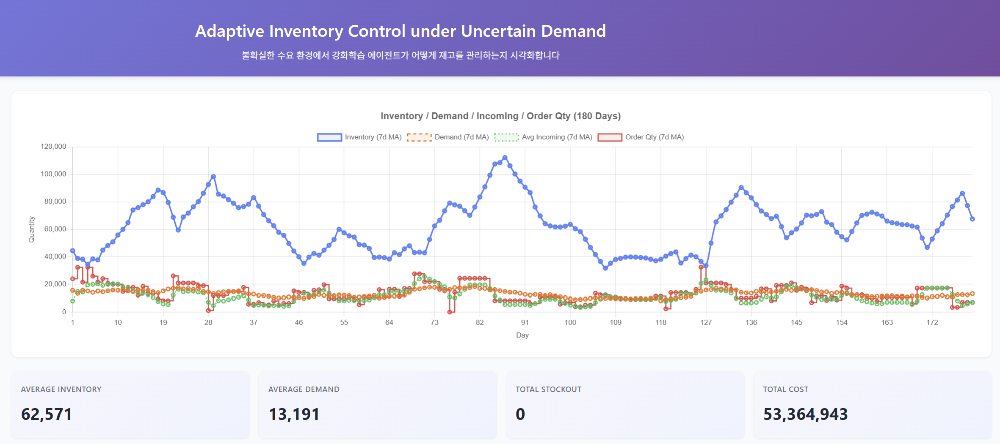 Adaptive Inventory Control under Uncertain Demand
불확실한 수요 환경에서 강화학습 에이전트가 어떻게 재고를 관리하는지 시각화합니다
Inventory / Demand / Incoming / Order Qty (180 Days)
Inventory (7d MA) Demand (7d MA) Avg Incoming (7d MA) Order Qty (7d MA)
120,000
100,000
80,000
60,000
40,000
20,000
0
Quantity
1 10 19 28 37 46 55 64 73 82 91 100 109 118 127 136 145 154 163 172
Day
AVERAGE INVENTORY
62,571
AVERAGE DEMAND
13,191
TOTAL STOCKOUT
0
TOTAL COST
53,364,943